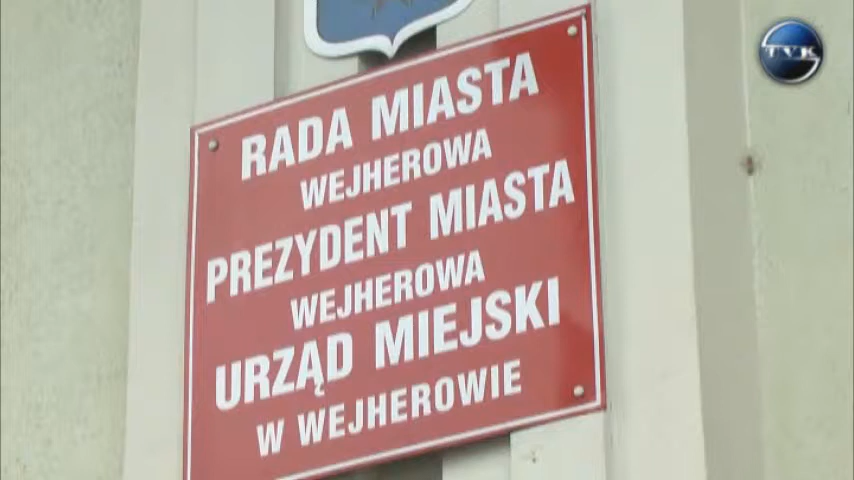 TVK
RADA MIASTA
WEJHEROWA
PREZYDENT MIASTA
WEJHEROWA
URZĄD MIEJSKI
W WEJHEROWIE